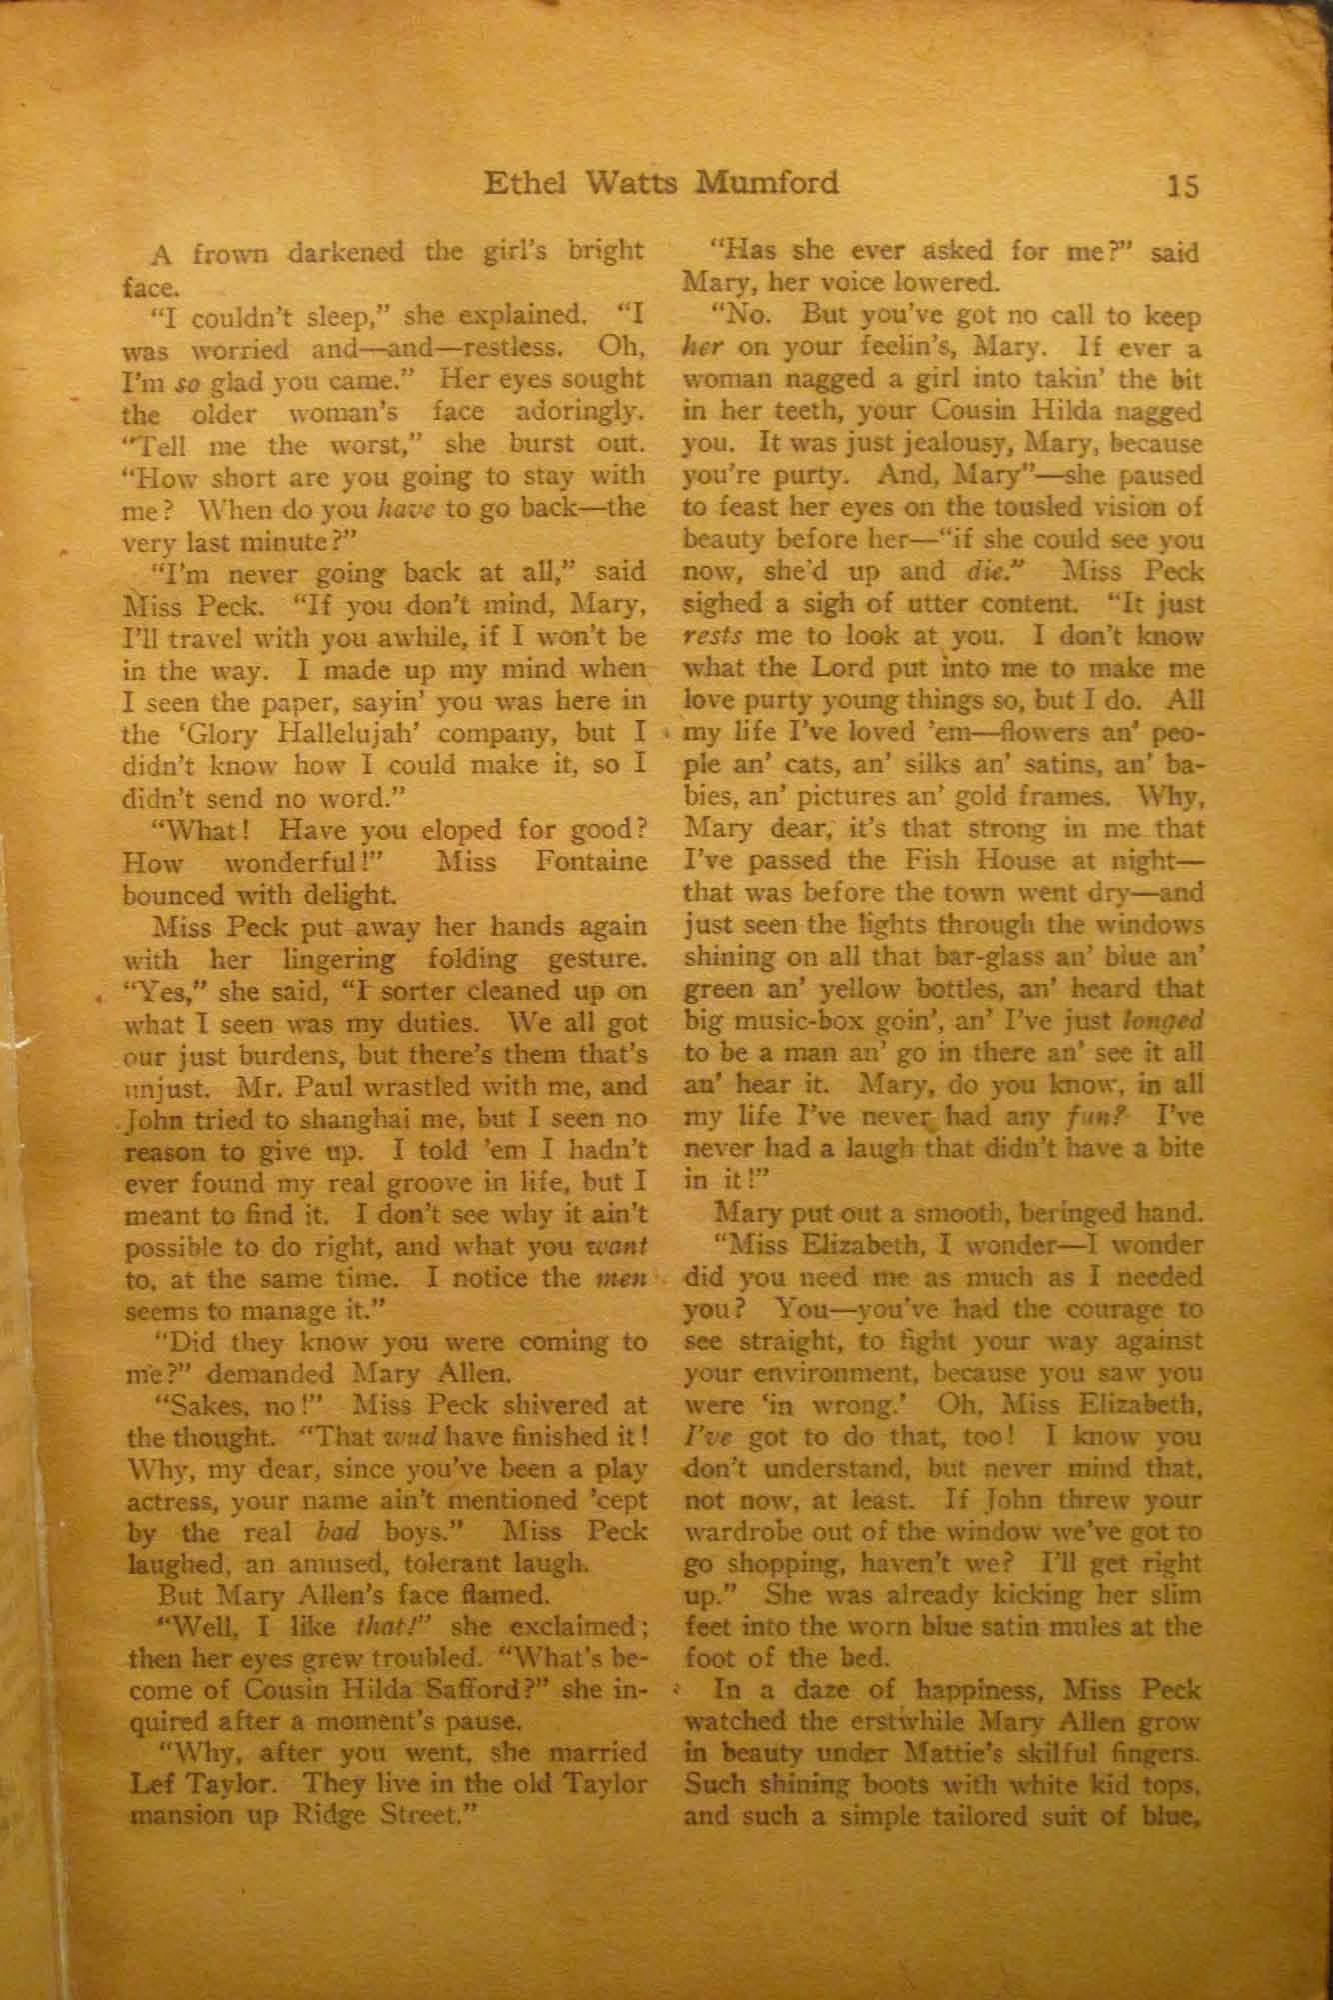 Ethel Watts Mumford
15
A frown darkened the girl's bright
face.
"I couldn't sleep," she explained. "I
was worried and—and—restless. Oh,
I'm so glad you came." Her eyes sought
the older woman's face adoringly.
"Tell me the worst," she burst out.
"How short are you going to stay with
me? When do you have to go back—the
very last minute?"
"I'm never going back at all," said
Miss Peck. "If you don't mind, Mary,
I'll travel with you awhile, if I won't be
in the way. I made up my mind when
I seen the paper, sayin' you was here in
the 'Glory Hallelujah' company, but I
didn't know how I could make it, so I
didn't send no word."
"What! Have you eloped for good?
How wonderful!" Miss Fontaine
bounced with delight.
Miss Peck put away her hands again
with her lingering folding gesture.
"Yes," she said, "I sorter cleaned up on
what I seen was my duties. We all got
our just burdens, but there's them that's
unjust. Mr. Paul wrastled with me, and
John tried to shanghai me, but I seen no
reason to give up. I told 'em I hadn't
ever found my real groove in life, but I
meant to find it. I don't see why it ain't
possible to do right, and what you want
to, at the same time. I notice the men
seems to manage it."
"Did they know you were coming to
me?" demanded Mary Allen.
"Sakes, no!" Miss Peck shivered at
the thought. "That wud have finished it!
Why, my dear, since you've been a play
actress, your name ain't mentioned 'cept
by the real bad boys." Miss Peck
laughed, an amused, tolerant laugh.
But Mary Allen's face flamed.
"Well, I like that!" she exclaimed;
then her eyes grew troubled. "What's be-
come of Cousin Hilda Safford?" she in-
quired after a moment's pause.
"Why, after you went, she married
Lef Taylor. They live in the old Taylor
mansion up Ridge Street."
"Has she ever asked for me?" said
Mary, her voice lowered.
"No. But you've got no call to keep
her on your feelin's, Mary. If ever a
woman nagged a girl into takin' the bit
in her teeth, your Cousin Hilda nagged
you. It was just jealousy, Mary, because
you're purty. And, Mary"—she paused
to feast her eyes on the tousled vision of
beauty before her—"if she could see you
now, she'd up and die." Miss Peck
sighed a sigh of utter content. "It just
rests me to look at you. I don't know
what the Lord put into me to make me
love purty young things so, but I do. All
my life I've loved 'em—flowers an' peo-
ple an' cats, an' silks an' satins, an' ba-
bies, an' pictures an' gold frames. Why,
Mary dear, it's that strong in me that
I've passed the Fish House at night—
that was before the town went dry—and
just seen the lights through the windows
shining on all that bar-glass an' blue an'
green an' yellow bottles, an' heard that
big music-box goin', an' I've just longed
to be a man an' go in there an' see it all
an' hear it. Mary, do you know, in all
my life I've never had any fun? I've
never had a laugh that didn't have a bite
in it!"
Mary put out a smooth, beringed hand.
"Miss Elizabeth, I wonder—I wonder
did you need me as much as I needed
you? You—you've had the courage to
see straight, to fight your way against
your environment, because you saw you
were 'in wrong.' Oh, Miss Elizabeth,
I've got to do that, too! I know you
don't understand, but never mind that,
not now, at least. If John threw your
wardrobe out of the window we've got to
go shopping, haven't we? I'll get right
up." She was already kicking her slim
feet into the worn blue satin mules at the
foot of the bed.
In a daze of happiness, Miss Peck
watched the erstwhile Mary Allen grow
in beauty under Mattie's skilful fingers.
Such shining boots with white kid tops,
and such a simple tailored suit of blue,